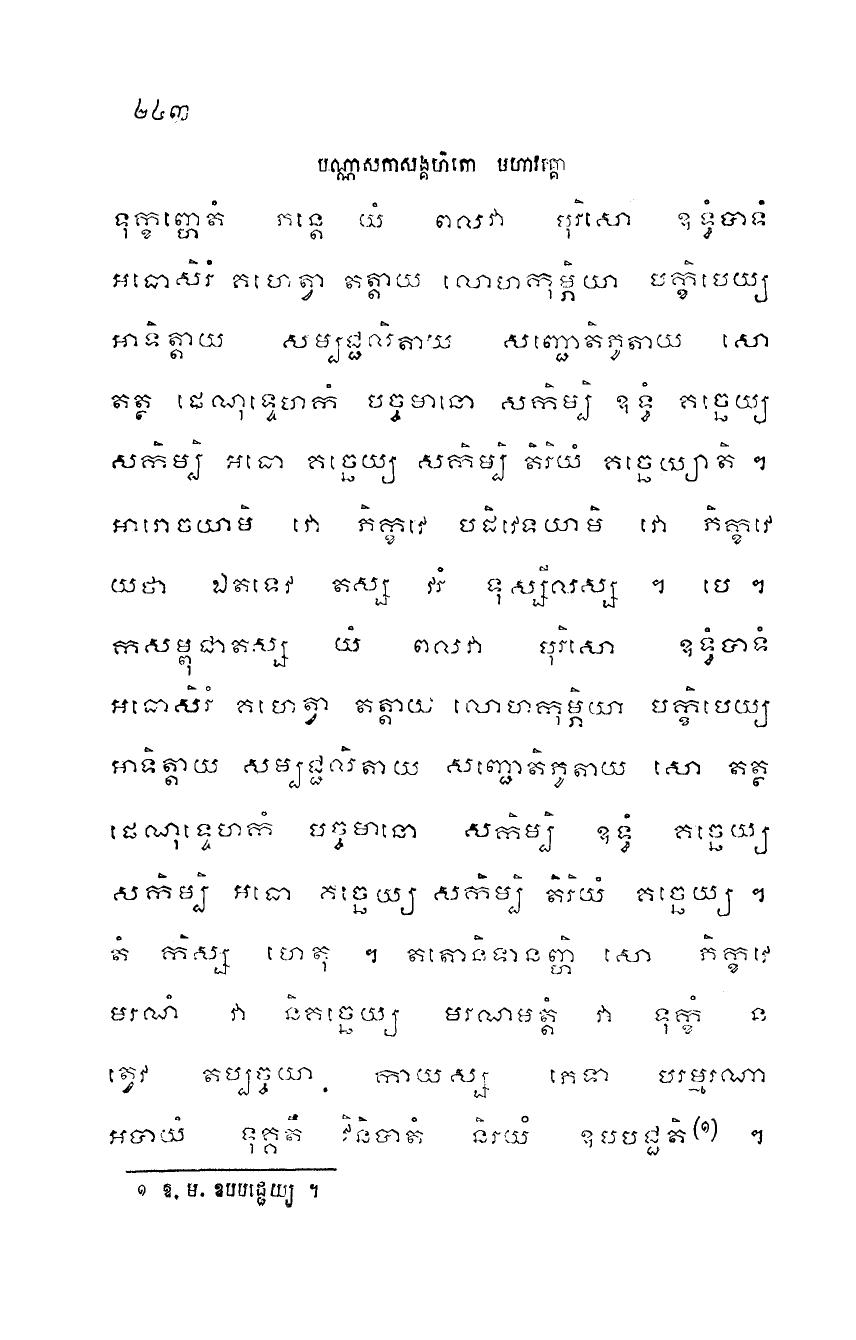 ២៤៣
បណ្ណាសកាសង្គហិតោ មហាវគ្គោ
ទុក្ខញ្ហេតំ កន្តេ យំ ពលវា បុរិសោ ឧទ្ធំបាទំ
អធោសិរំ គហេត្វា តត្តាយ លោហកុម្ភិយា បក្ខិបេយ្យ
អាទិត្តាយ សម្បជ្ជលិតាយ សញ្ជោតិភូតាយ សោ
តត្ថ ផេណុទ្ទេហកំ បច្ចមានោ សកិម្បិ ឧទ្ធំ គច្ឆេយ្យ
សកិម្បិ អធោ គច្ឆេយ្យ សកិម្បិ តិរិយំ គច្ឆេយ្យាតិ ។
អារោចយាមិ វោ ភិក្ខវេ បដិវេទយាមិ វោ ភិក្ខវេ
យថា ឯតទេវ តស្ស វរំ ទុស្សីលស្ស ។ បេ ។
កសម្ពុជាតស្ស យំ ពលវា បុរិសោ ឧទ្ធំបាទំ
អធោសិរំ គហេត្វា តត្តាយ លោហកុម្ភិយា បក្ខិបេយ្យ
អាទិត្តាយ សម្បជ្ជលិតាយ សញ្ជោតិភូតាយ សោ តត្ថ
ផេណុទ្ទេហកំ បច្ចមានោ សកិម្បិ ឧទ្ធំ គច្ឆេយ្យ
សកិម្បិ អធោ គច្ឆេយ្យ សកិម្បិ តិរិយំ គច្ឆេយ្យ ។
តំ កិស្ស ហេតុ ។ តតោនិទានញ្ហិ សោ ភិក្ខវេ
មរណំ វា និគច្ឆេយ្យ មរណមត្តំ វា ទុក្ខំ ន
ត្វេវ តប្បច្ចយា កាយស្ស ភេទា បរម្មរណា
អបាយំ ទុគ្គតឹ វិនិបាតំ និរយំ ឧបបជ្ជតិ(១) ។
១ ឱ. ម. ឧបបជ្ជេយ្យ ។